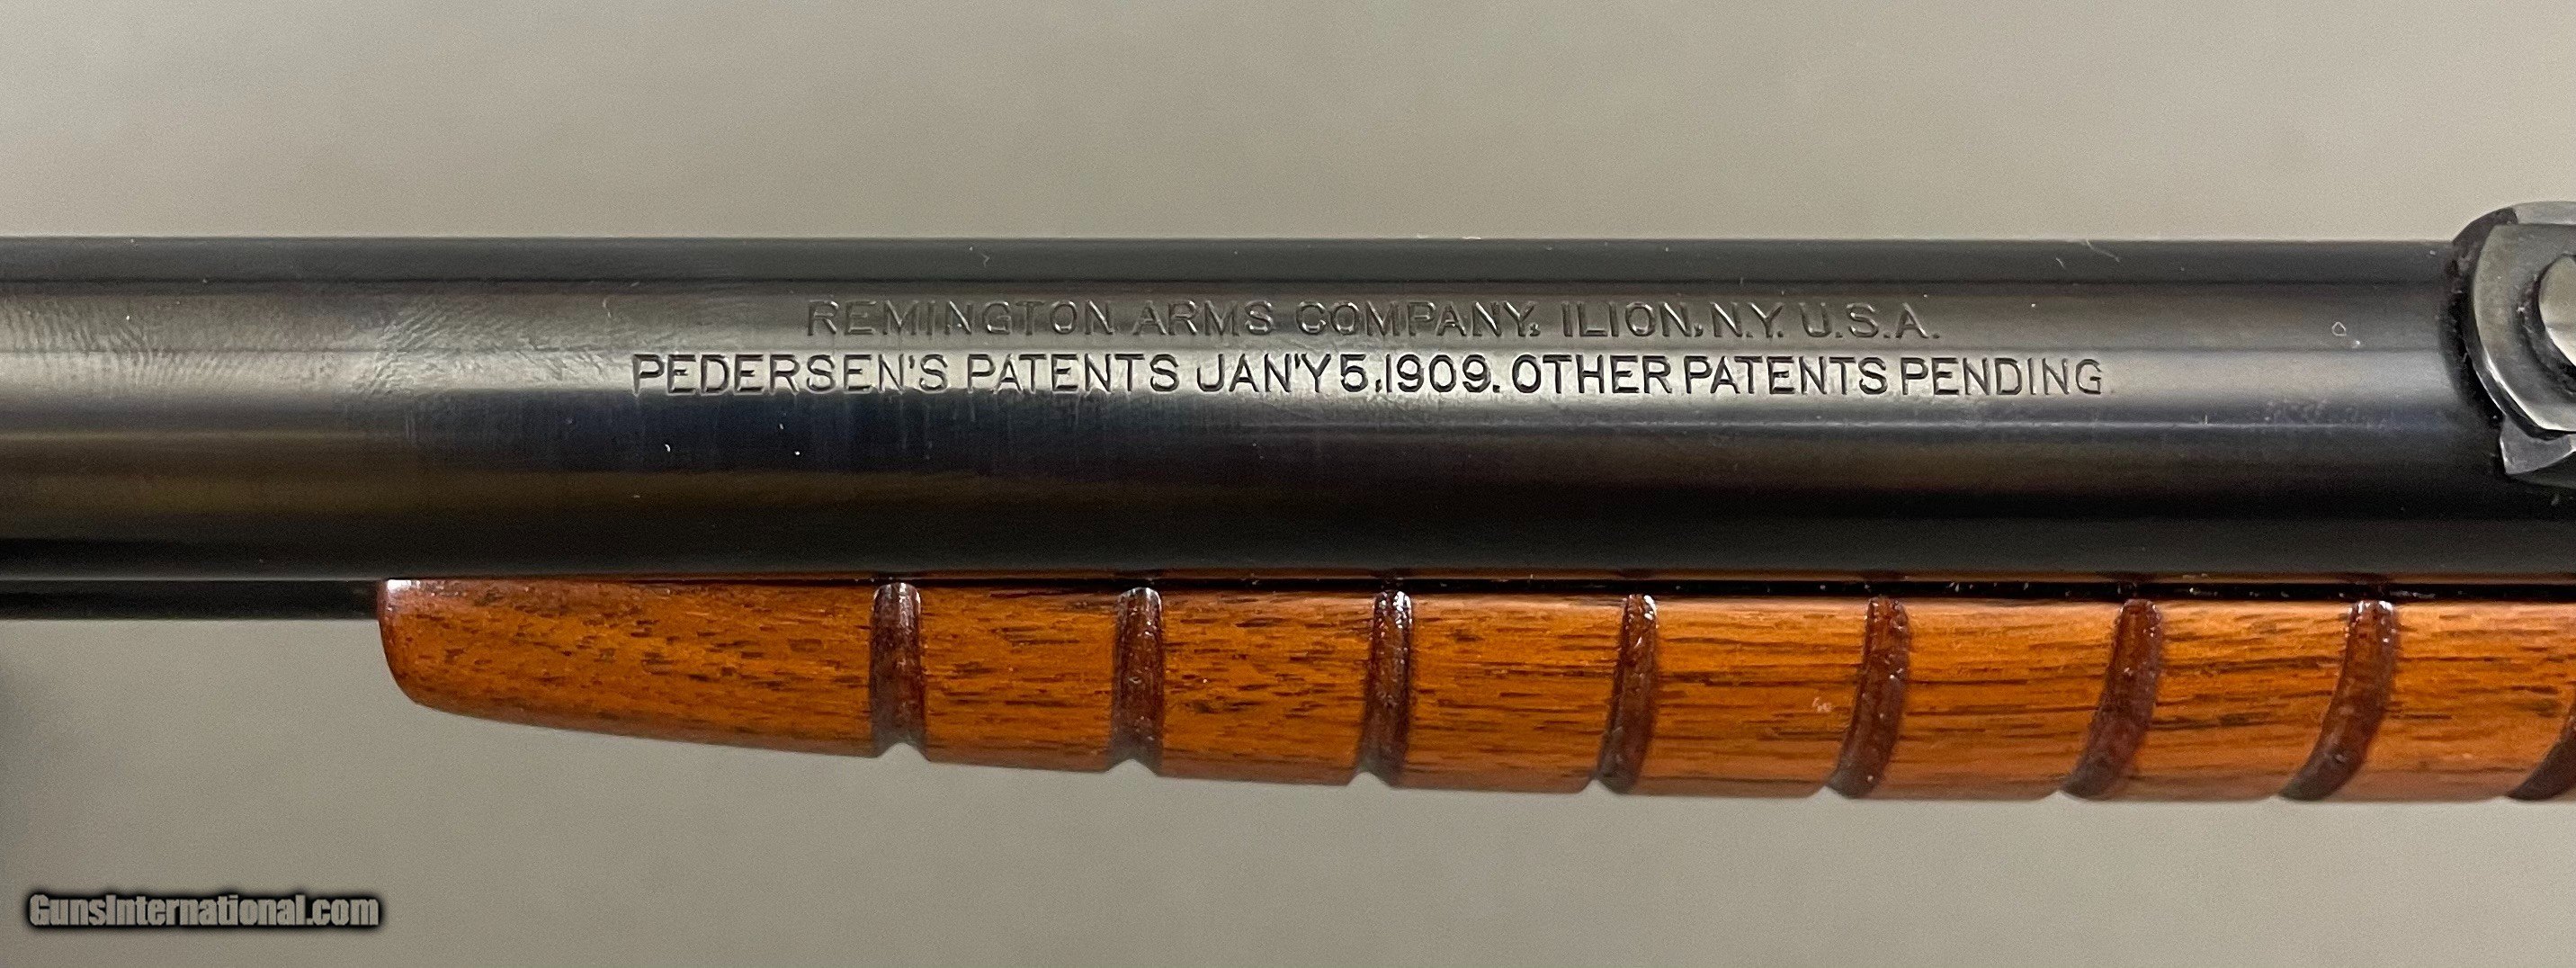 REMINGTON ARMS COMPANY, ILION, N.Y. U.S.A.
PEDERSEN'S PATENTS JAN'Y 5, 1909. OTHER PATENTS PENDING
GunsInternational.com